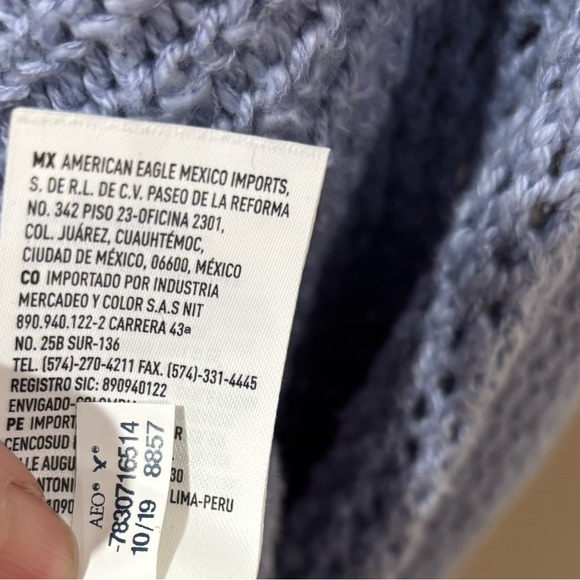 MX AMERICAN EAGLE MEXICO IMPORTS,
S. DE R.L. DE C.V. PASEO DE LA REFORMA
NO. 342 PISO 23-OFICINA 2301,
COL. JUÁREZ, CUAUHTÉMOC,
CIUDAD DE MÉXICO, 06600, MÉXICO
CO IMPORTADO POR INDUSTRIA
MERCADEO Y COLOR S.A.S NIT
890.940.122-2 CARRERA 43ª
NO. 25B SUR-136
TEL. (574)-270-4211 FAX. (574)-331-4445
REGISTRO SIC: 890940122
ENVIGADO-COLOMBIA
PE IMPORT
CENCOSUD
LIMA-PERU
AEO®
-7830716514
10/19 8857